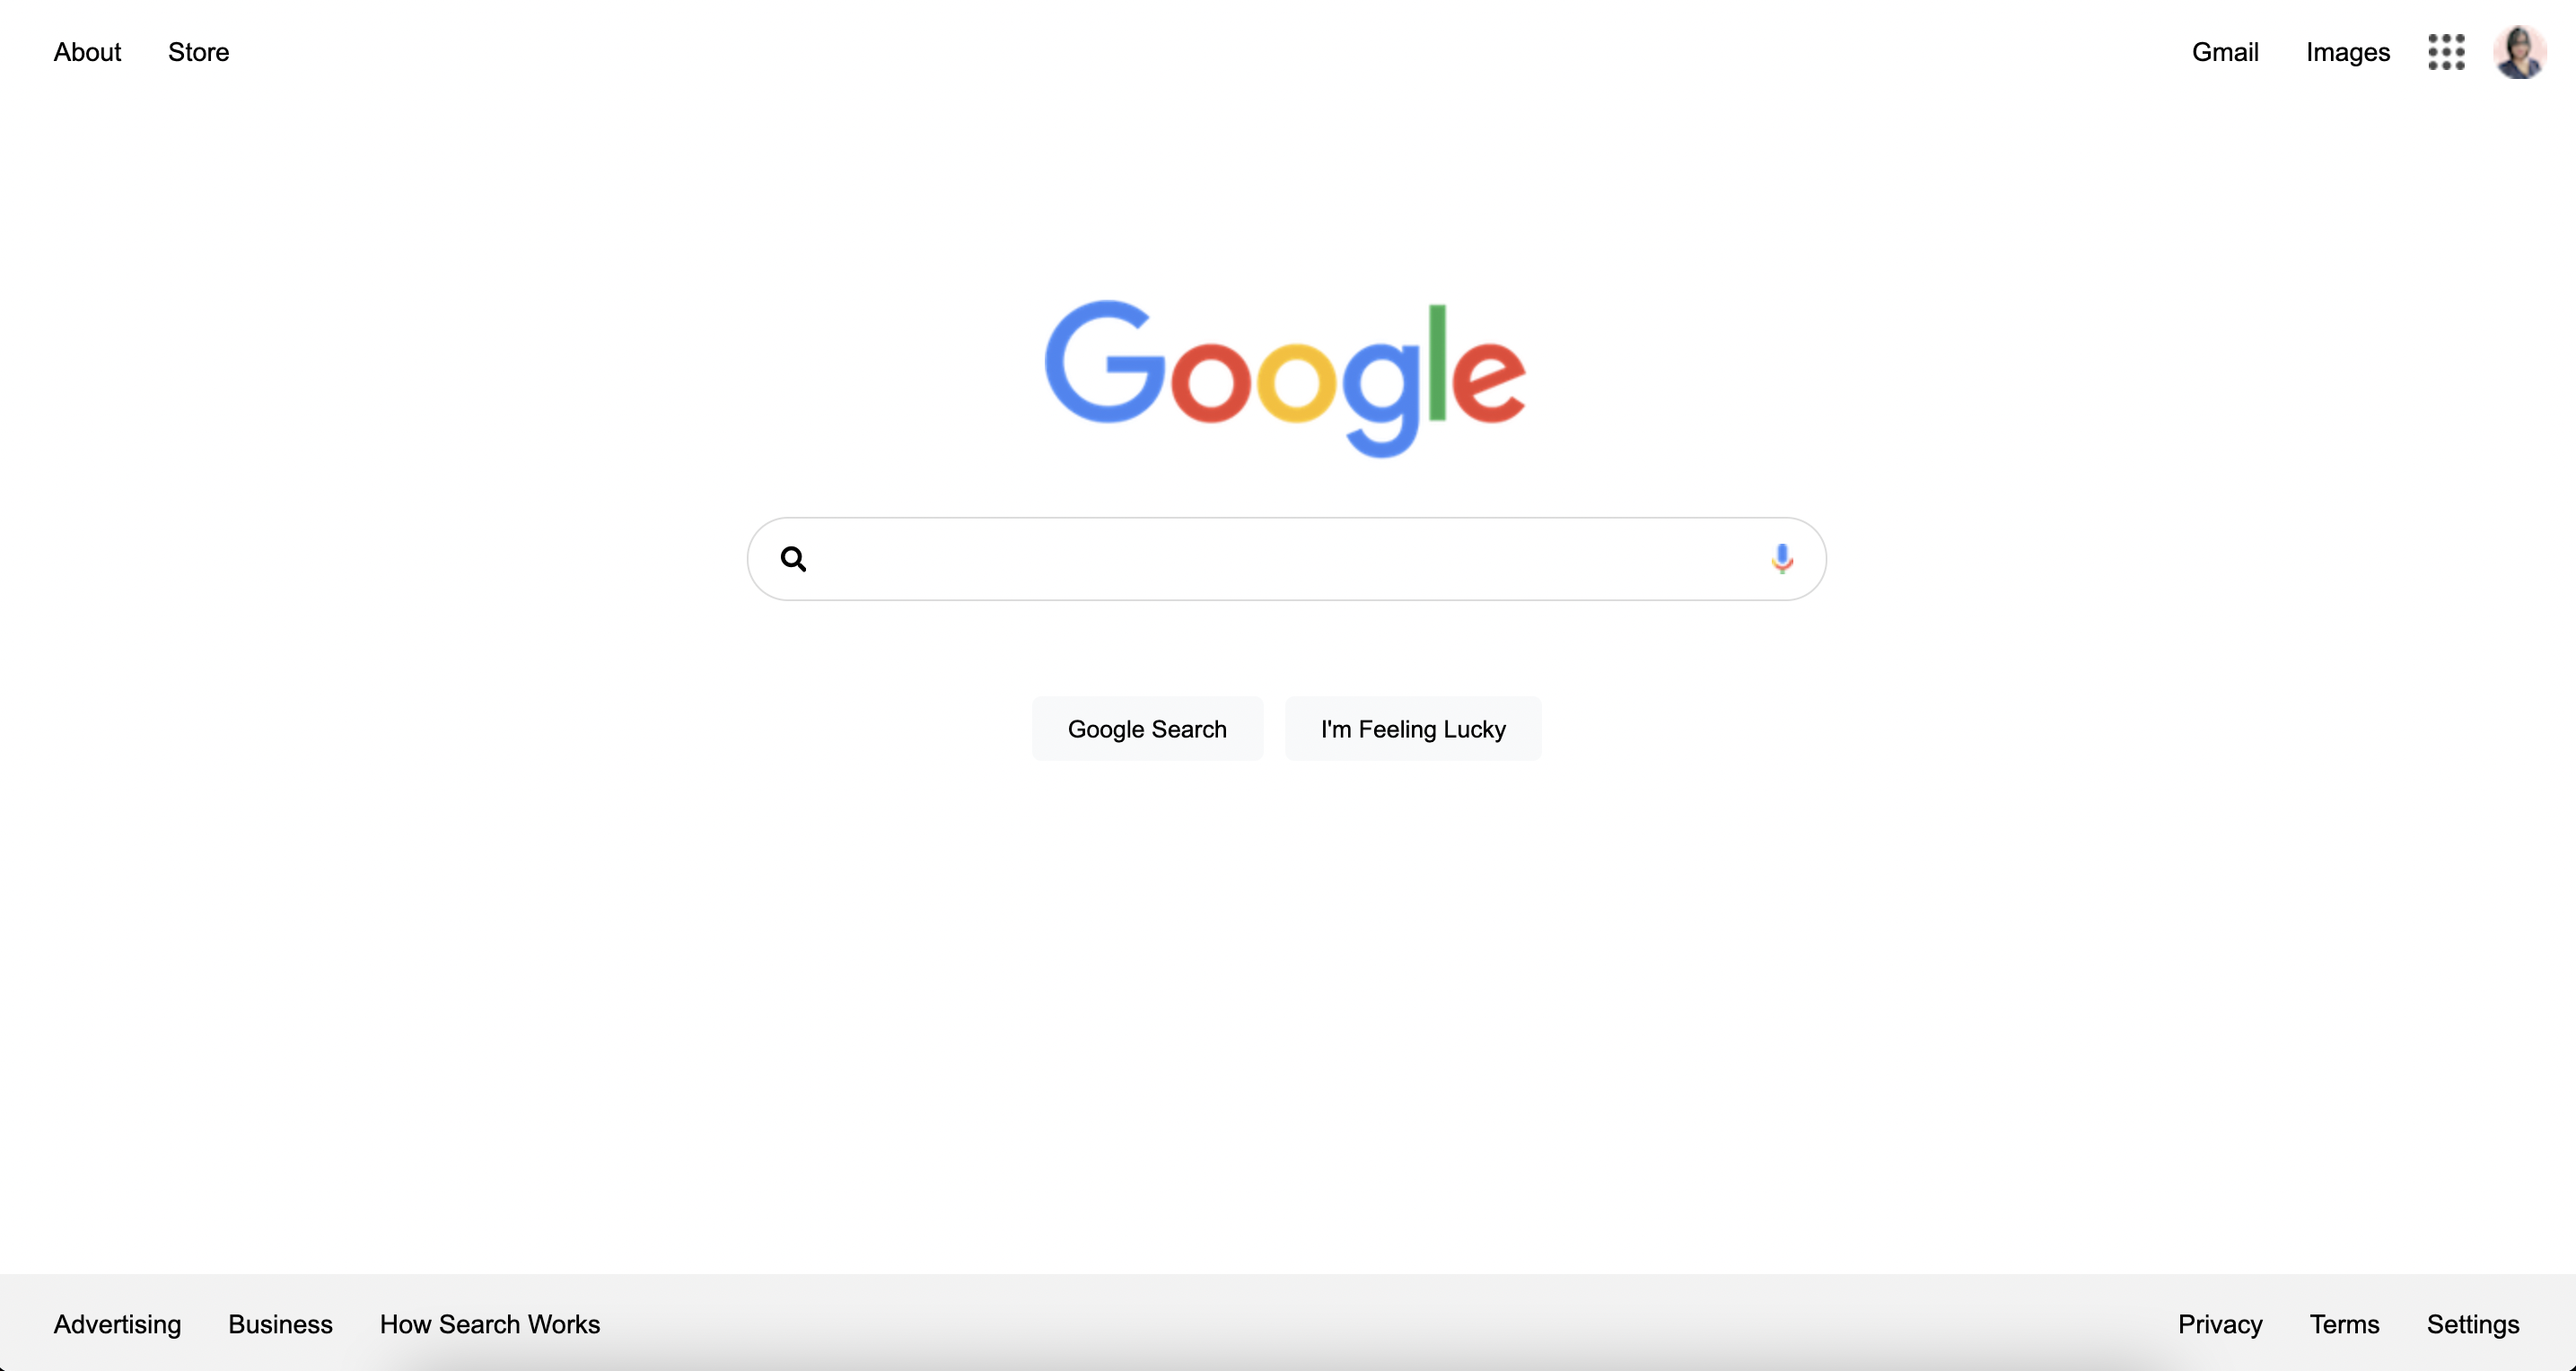 About Store Gmail Images
Google
Google Search I'm Feeling Lucky
Advertising Business How Search Works Privacy Terms Settings